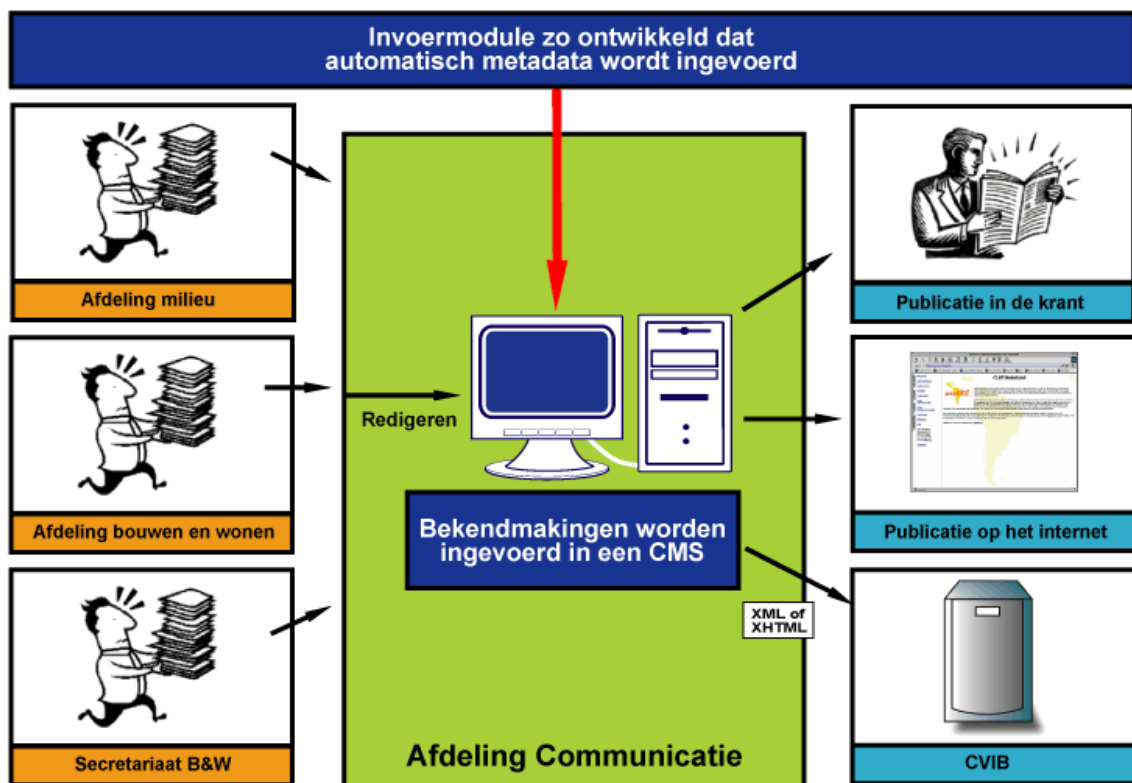 Invoermodule zo ontwikkeld dat
automatisch metadata wordt ingevoerd
Afdeling milieu
Afdeling bouwen en wonen
Secretariaat B&W
Redigeren
Bekendmakingen worden
ingevoerd in een CMS
XML of
XHTML
Afdeling Communicatie
Publicatie in de krant
Publicatie op het internet
CVIB